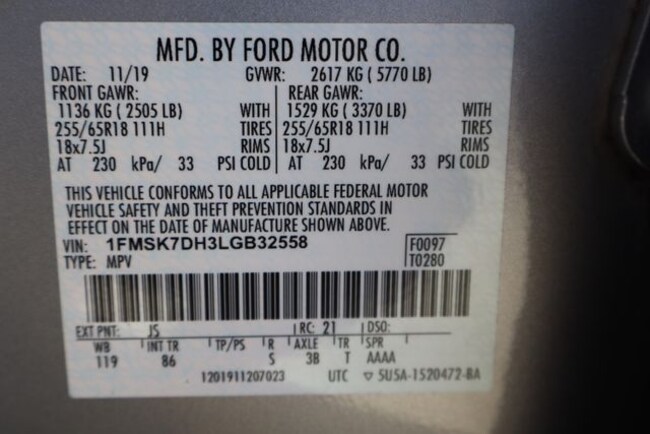 MFD. BY FORD MOTOR CO.
DATE: 11/19 GVWR: 2617 KG ( 5770 LB)
FRONT GAWR: REAR GAWR:
1136 KG ( 2505 LB) WITH 1529 KG ( 3370 LB) WITH
255/65R18 111H TIRES 255/65R18 111H TIRES
18x7.5J RIMS 18x7.5J RIMS
AT 230 kPa/ 33 PSI COLD AT 230 kPa/ 33 PSI COLD
THIS VEHICLE CONFORMS TO ALL APPLICABLE FEDERAL MOTOR
VEHICLE SAFETY AND THEFT PREVENTION STANDARDS IN
EFFECT ON THE DATE OF MANUFACTURE SHOWN ABOVE.
VIN: 1FMSK7DH3LGB32558 F0097
TYPE: MPV T0280
EXT PNT: JS RC: 21 DSO:
WB INT TR TP/PS R AXLE TR SPR
119 86 S 3B T AAAA
1201911207023 UTC ▽ 5USA-1520472-BA